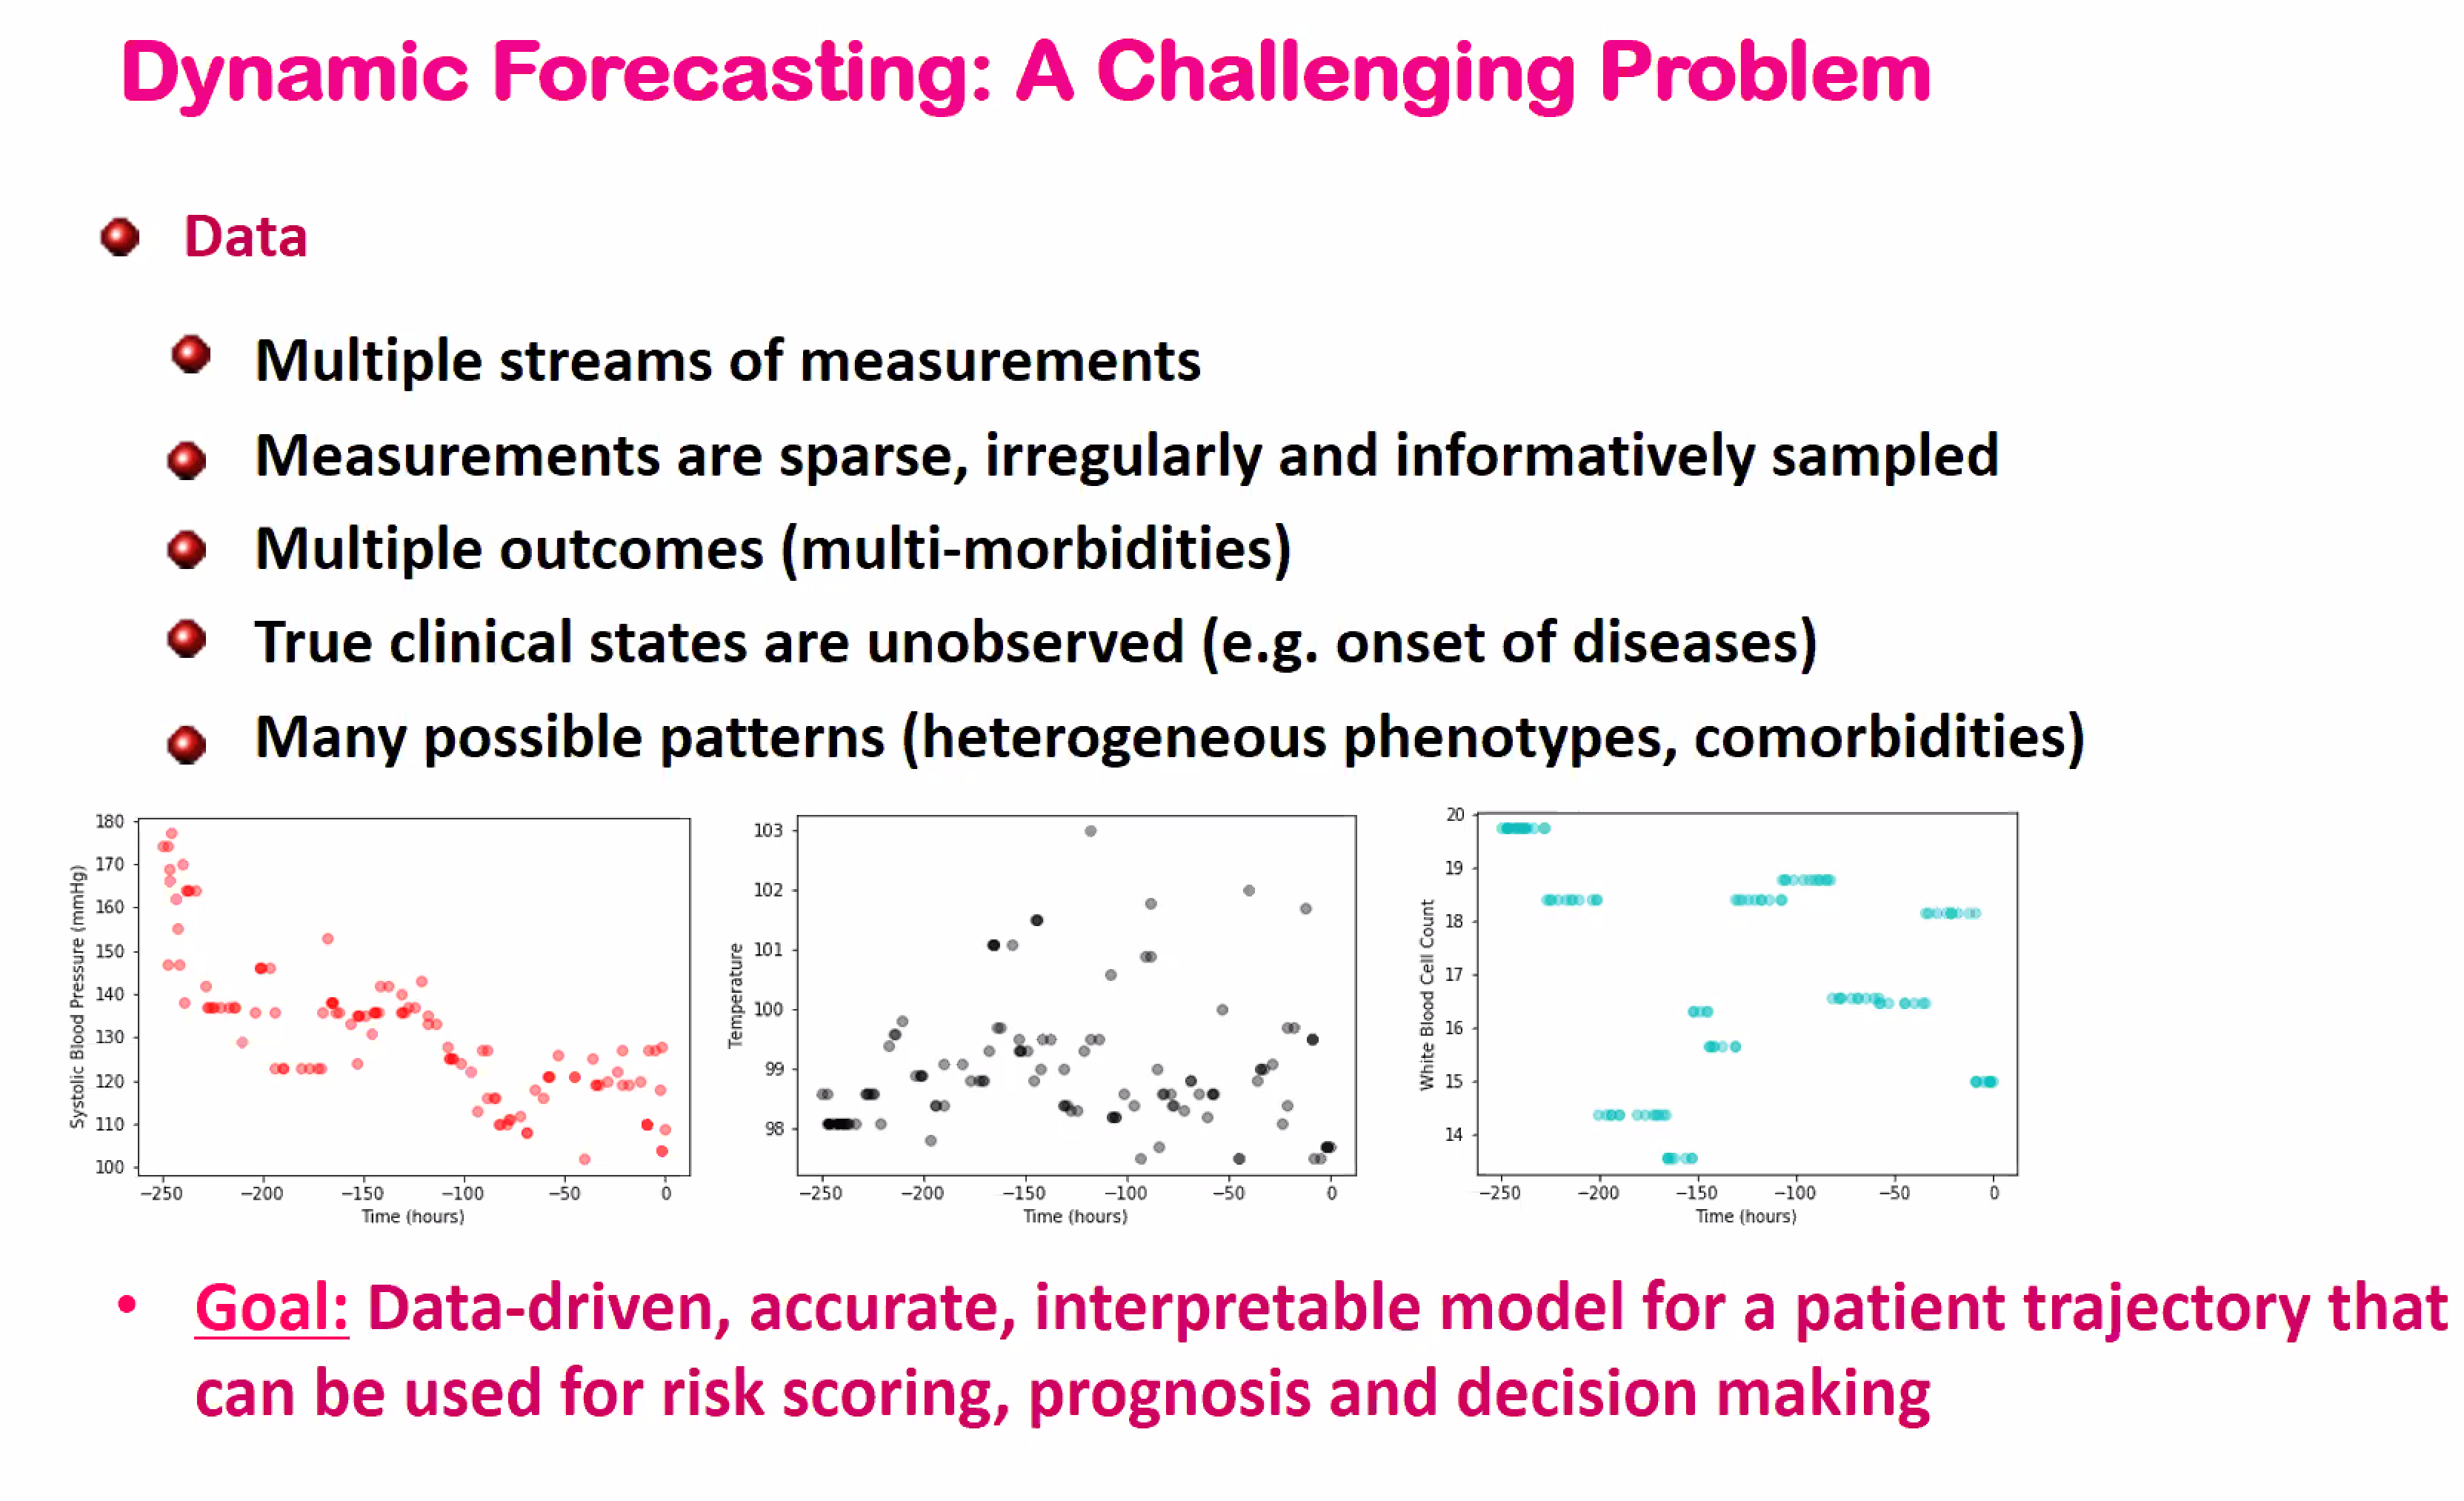 Dynamic Forecasting: A Challenging Problem
Data
Multiple streams of measurements
Measurements are sparse, irregularly and informatively sampled
Multiple outcomes (multi-morbidities)
True clinical states are unobserved (e.g. onset of diseases)
Many possible patterns (heterogeneous phenotypes, comorbidities)
Systolic Blood Pressure (mmHg)
180
170
160
150
140
130
120
110
100
−250 −200 −150 −100 −50 0
Time (hours)
Temperature
103
102
101
100
99
98
−250 −200 −150 −100 −50 0
Time (hours)
White Blood Cell Count
20
19
18
17
16
15
14
−250 −200 −150 −100 −50 0
Time (hours)
• Goal: Data-driven, accurate, interpretable model for a patient trajectory that
can be used for risk scoring, prognosis and decision making